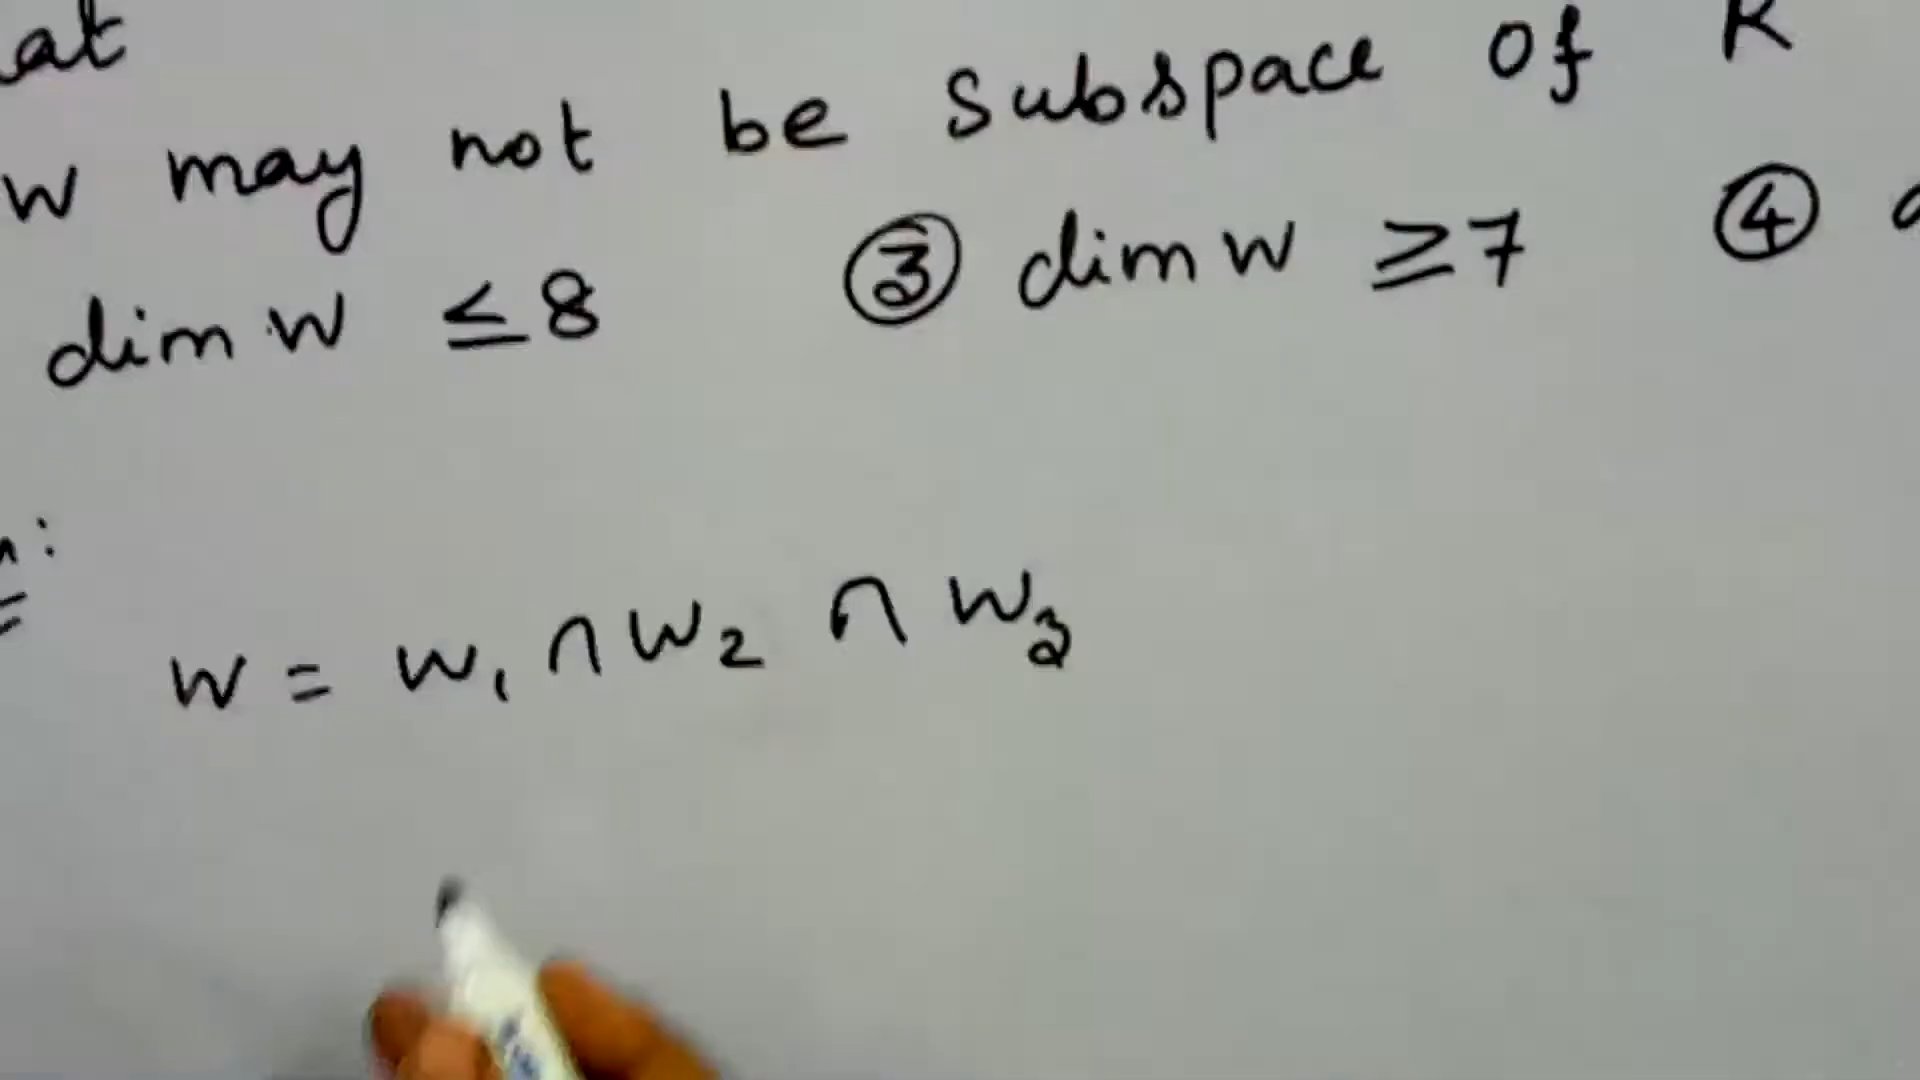 at
W may not be subspace of R
dim W ≤ 8 ③ dim W ≥ 7 ④
W = W₁ ∩ W₂ ∩ W₃